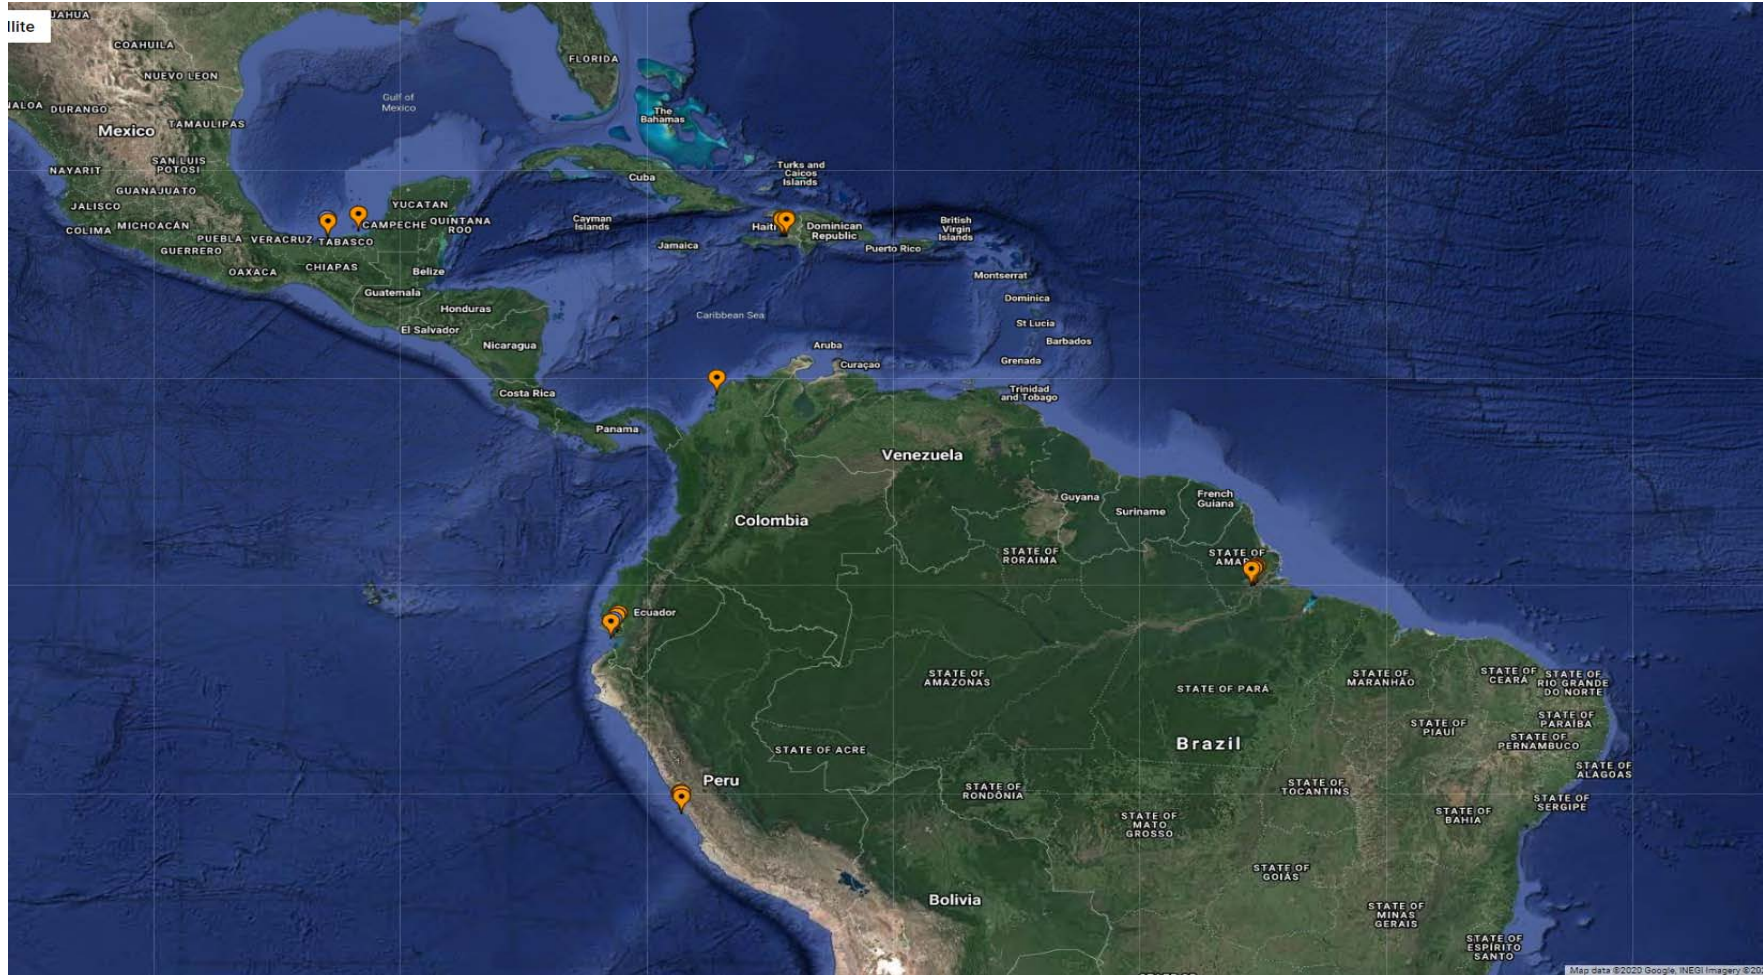 llite
COAHUILA
NUEVO LEON
DURANGO
TAMAULIPAS
Mexico
Gulf of
Mexico
FLORIDA
The
Bahamas
NAYARIT
SAN LUIS
POTOSI
GUANAJUATO
JALISCO
COLIMA
MICHOACÁN
PUEBLA
VERACRUZ
TABASCO
GUERRERO
OAXACA
CHIAPAS
YUCATAN
CAMPECHE
QUINTANA
ROO
Belize
Guatemala
Honduras
El Salvador
Nicaragua
Costa Rica
Panama
Cuba
Turks and
Caicos
Islands
Cayman
Islands
Jamaica
Haiti
Dominican
Republic
Puerto Rico
British
Virgin
Islands
Montserrat
Dominica
St Lucia
Barbados
Grenada
Trinidad
and Tobago
Caribbean Sea
Aruba
Curaçao
Venezuela
Colombia
Guyana
Suriname
French
Guiana
STATE OF
RORAIMA
STATE OF
Ecuador
STATE OF
AMAZONAS
STATE OF PARÁ
STATE OF
MARANHÃO
STATE OF
CEARÁ
STATE OF
RIO GRANDE
DO NORTE
STATE OF
PARAÍBA
STATE OF
PIAUÍ
STATE OF
PERNAMBUCO
STATE OF
ALAGOAS
STATE OF
SERGIPE
Brazil
STATE OF ACRE
Peru
STATE OF
RONDÔNIA
STATE OF
TOCANTINS
STATE OF
MATO
GROSSO
STATE OF
BAHIA
STATE OF
GOIÁS
Bolivia
STATE OF
MINAS
GERAIS
STATE OF
ESPÍRITO
SANTO
Map data ©2020 Google, INEGI Imagery